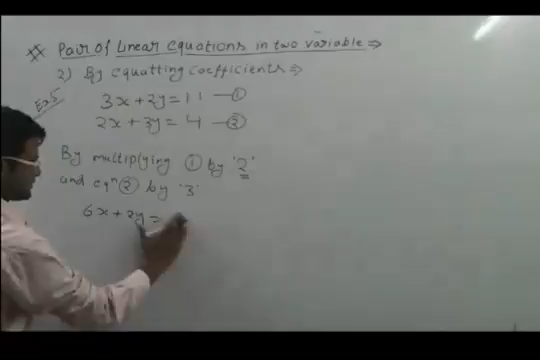 Pair of Linear equations in two variable ⇒
2) By equatting coefficients ⇒
Ex.5
3x+2y=11 — ①
2x+3y=4 — ②
By multiplying ① by '2'
and eqⁿ ② by '3'
6x+2y=